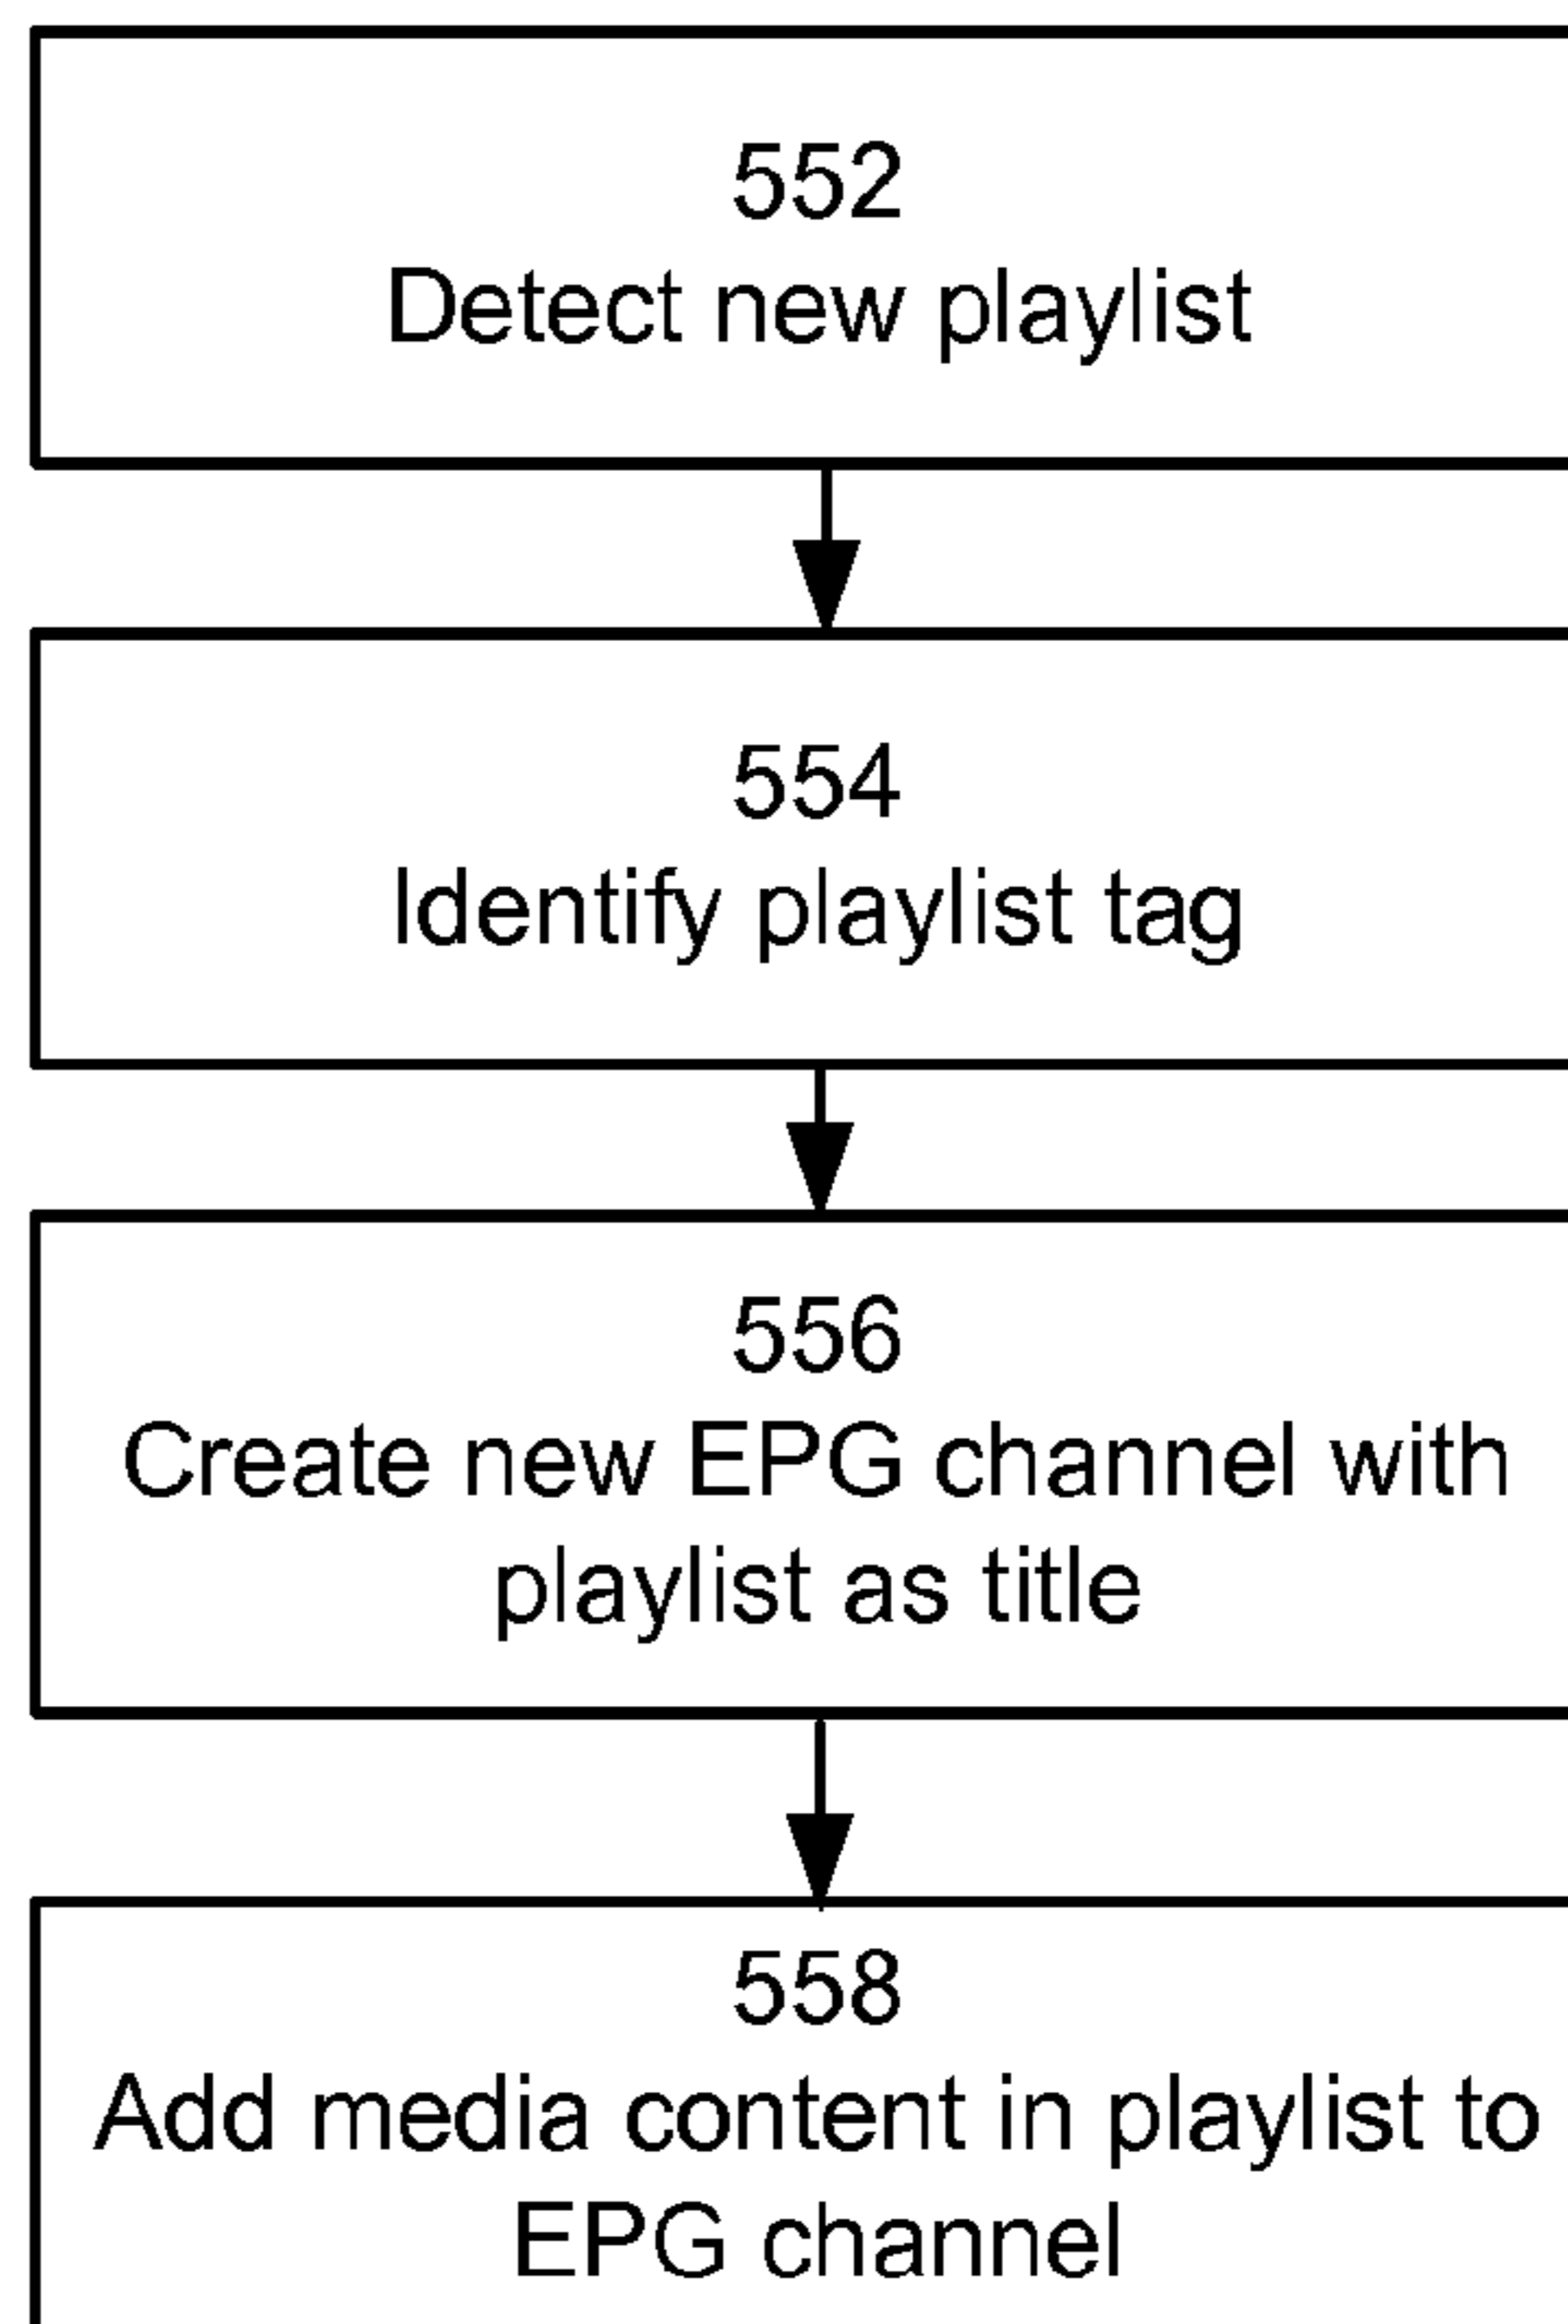 552
Detect new playlist
554
Identify playlist tag
556
Create new EPG channel with
playlist as title
558
Add media content in playlist to
EPG channel